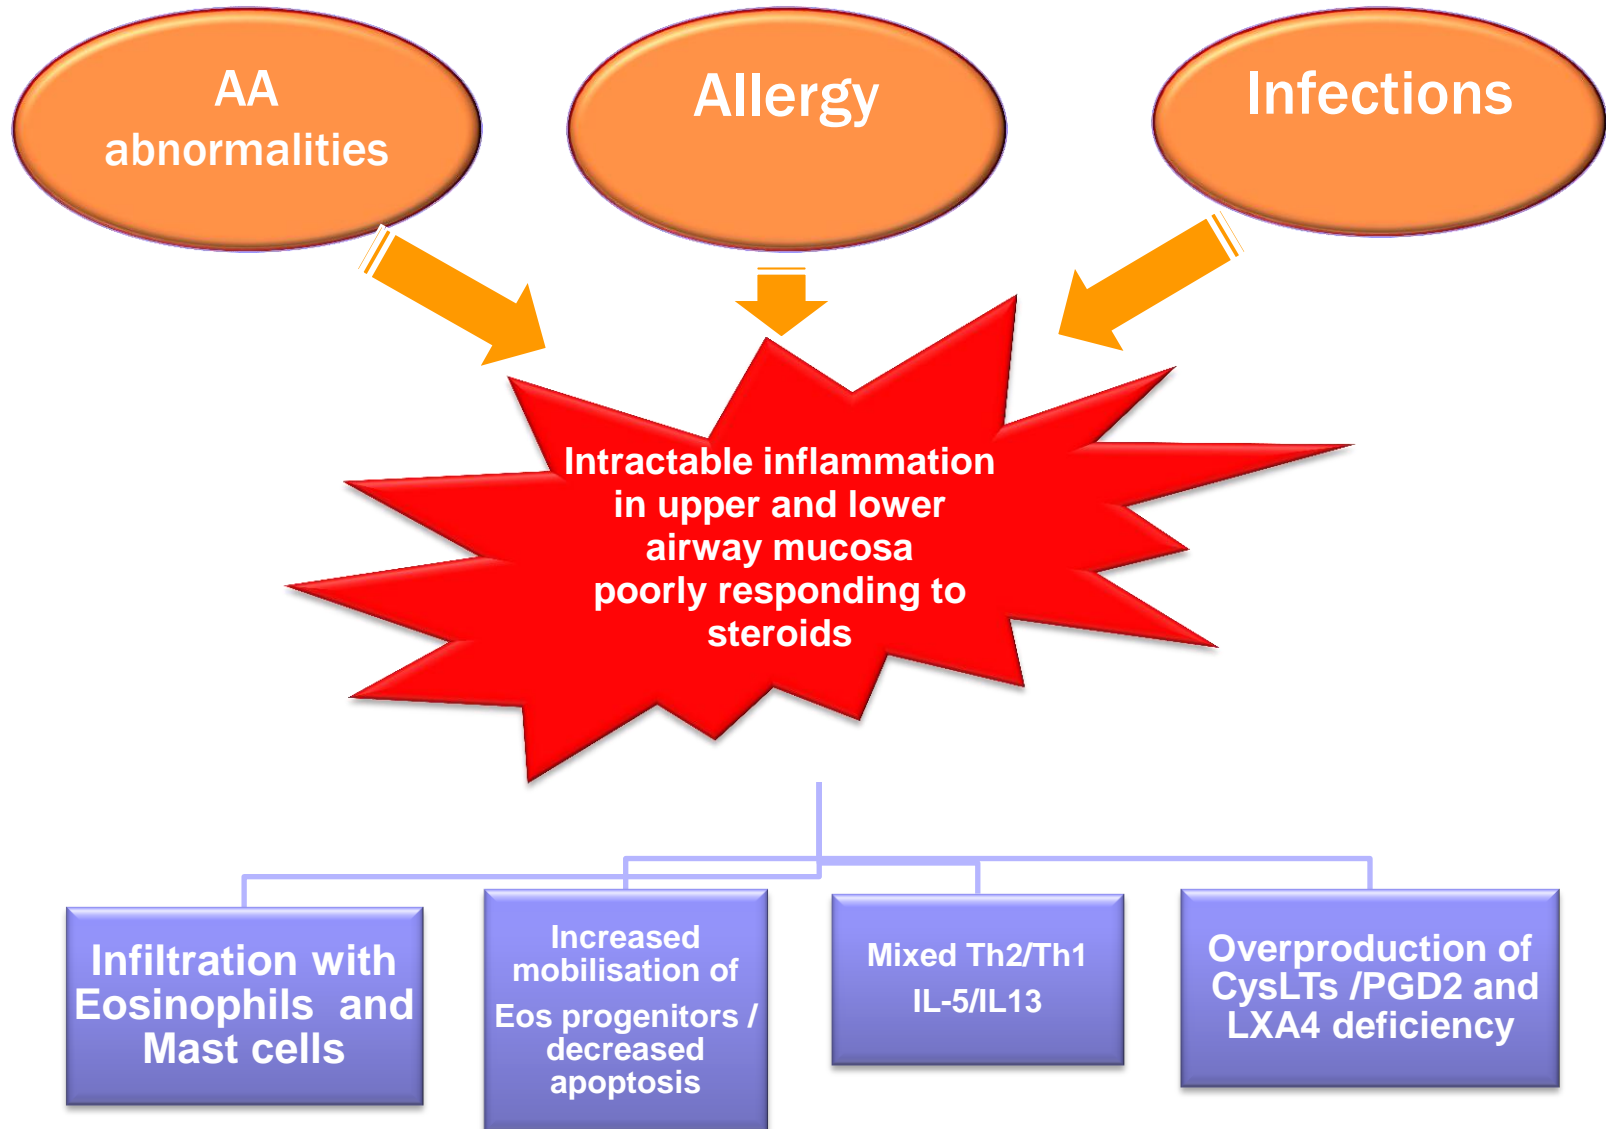 AA
abnormalities
Allergy
Infections
Intractable inflammation
in upper and lower
airway mucosa
poorly responding to
steroids
Infiltration with
Eosinophils and
Mast cells
Increased
mobilisation of
Eos progenitors /
decreased
apoptosis
Mixed Th2/Th1
IL-5/IL13
Overproduction of
CysLTs /PGD2 and
LXA4 deficiency